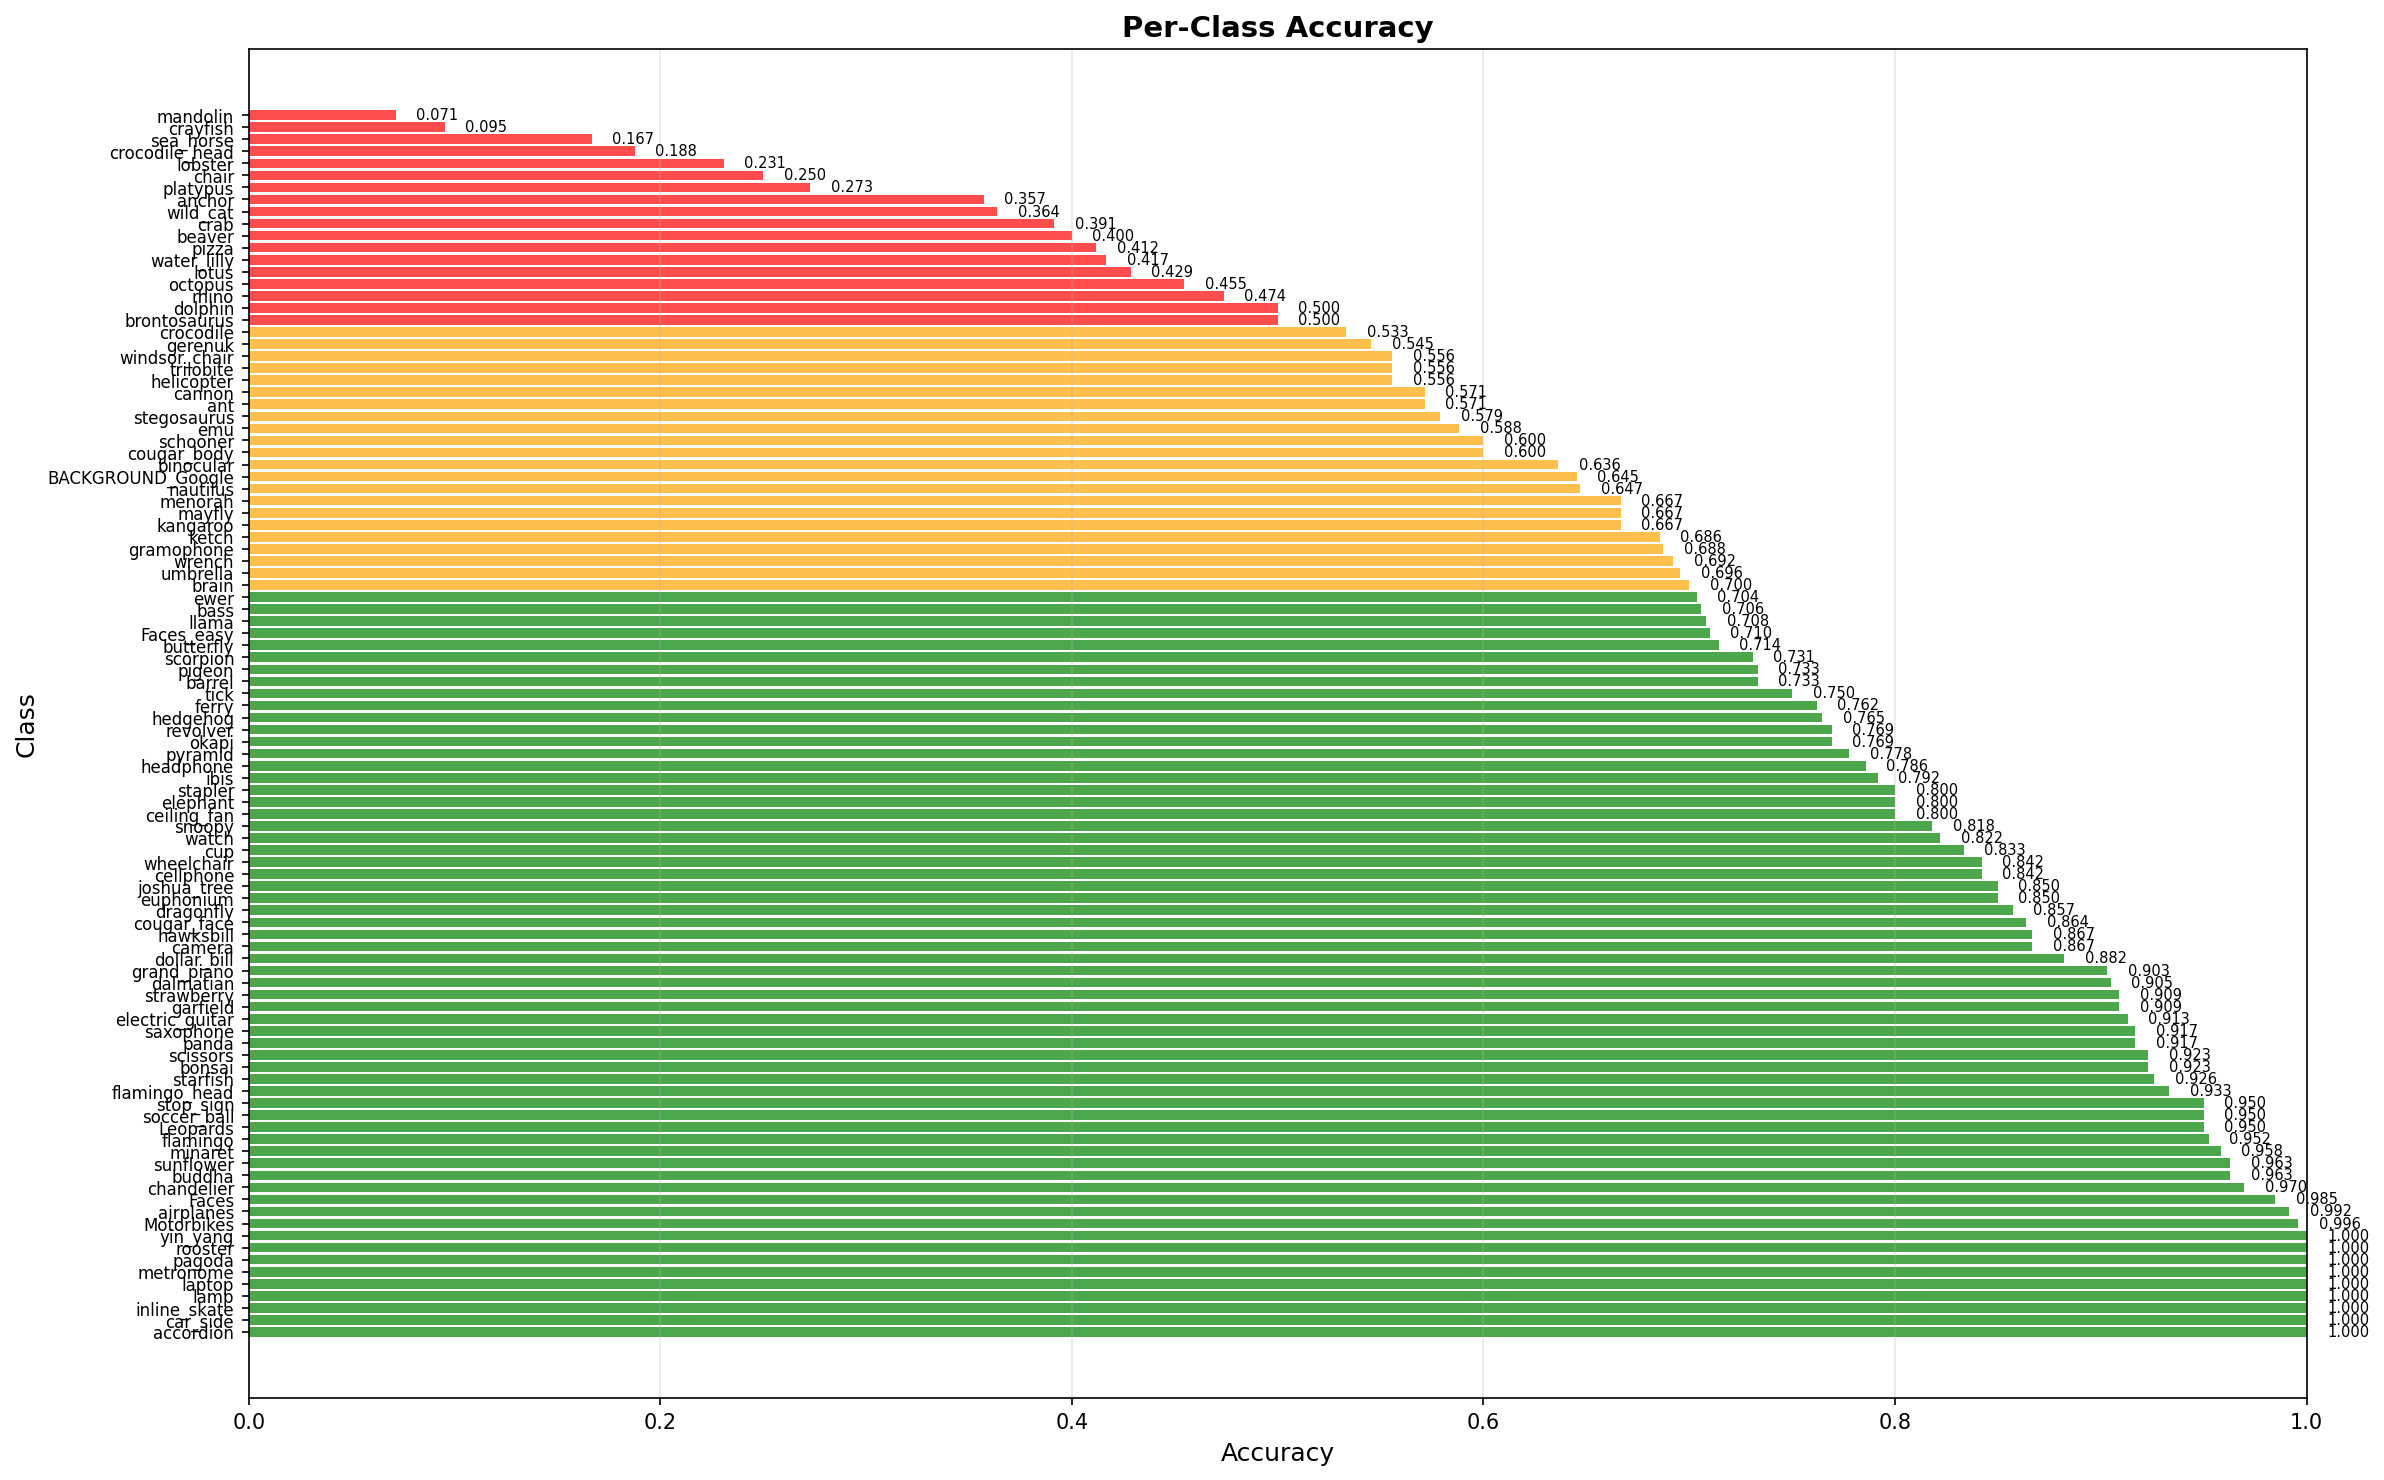 Per-Class Accuracy
mandolin 0.071
crayfish 0.095
sea_horse 0.167
crocodile_head 0.188
lobster 0.231
chair 0.250
platypus 0.273
anchor 0.357
wild_cat 0.364
crab 0.391
beaver 0.400
pizza 0.412
water_lilly 0.417
lotus 0.429
octopus 0.455
rhino 0.474
dolphin 0.500
brontosaurus 0.500
crocodile 0.533
gerenuk 0.545
windsor_chair 0.556
trilobite 0.556
helicopter 0.556
cannon 0.571
ant 0.571
stegosaurus 0.579
emu 0.588
schooner 0.600
cougar_body 0.600
binocular 0.636
BACKGROUND_Google 0.645
nautilus 0.647
menorah 0.667
mayfly 0.667
kangaroo 0.667
ketch 0.686
gramophone 0.688
wrench 0.692
umbrella 0.696
brain 0.700
ewer 0.704
bass 0.706
llama 0.708
Faces_easy 0.710
butterfly 0.714
scorpion 0.731
pigeon 0.733
barrel 0.733
tick 0.750
ferry 0.762
hedgehog 0.765
revolver 0.769
okapi 0.769
pyramid 0.778
headphone 0.786
ibis 0.792
stapler 0.800
elephant 0.800
ceiling_fan 0.800
snoopy 0.818
watch 0.822
cup 0.833
wheelchair 0.842
cellphone 0.842
joshua_tree 0.850
euphonium 0.850
dragonfly 0.857
cougar_face 0.864
hawksbill 0.867
camera 0.867
dollar_bill 0.882
grand_piano 0.903
dalmatian 0.905
strawberry 0.909
garfield 0.909
electric_guitar 0.913
saxophone 0.917
panda 0.917
scissors 0.923
bonsai 0.923
starfish 0.926
flamingo_head 0.933
stop_sign 0.950
soccer_ball 0.950
Leopards 0.950
flamingo 0.952
minaret 0.958
sunflower 0.963
buddha 0.963
chandelier 0.970
Faces 0.985
airplanes 0.992
Motorbikes 0.996
yin_yang 1.000
rooster 1.000
pagoda 1.000
metronome 1.000
laptop 1.000
lamp 1.000
inline_skate 1.000
car_side 1.000
accordion 1.000
Class
0.0 0.2 0.4 0.6 0.8 1.0
Accuracy